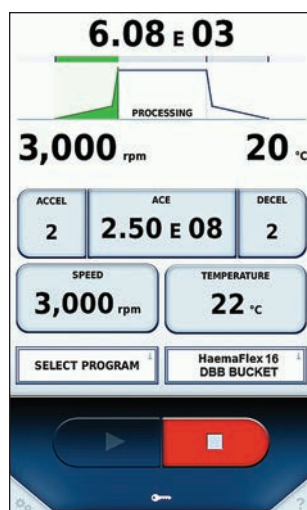 6.08 E 03
PROCESSING
3,000 rpm 20 °C
ACCEL ACE DECEL
2 2.50 E 08 2
SPEED TEMPERATURE
3,000 rpm 22 °C
SELECT PROGRAM i HaemaFlex 16 i
DBB BUCKET
?